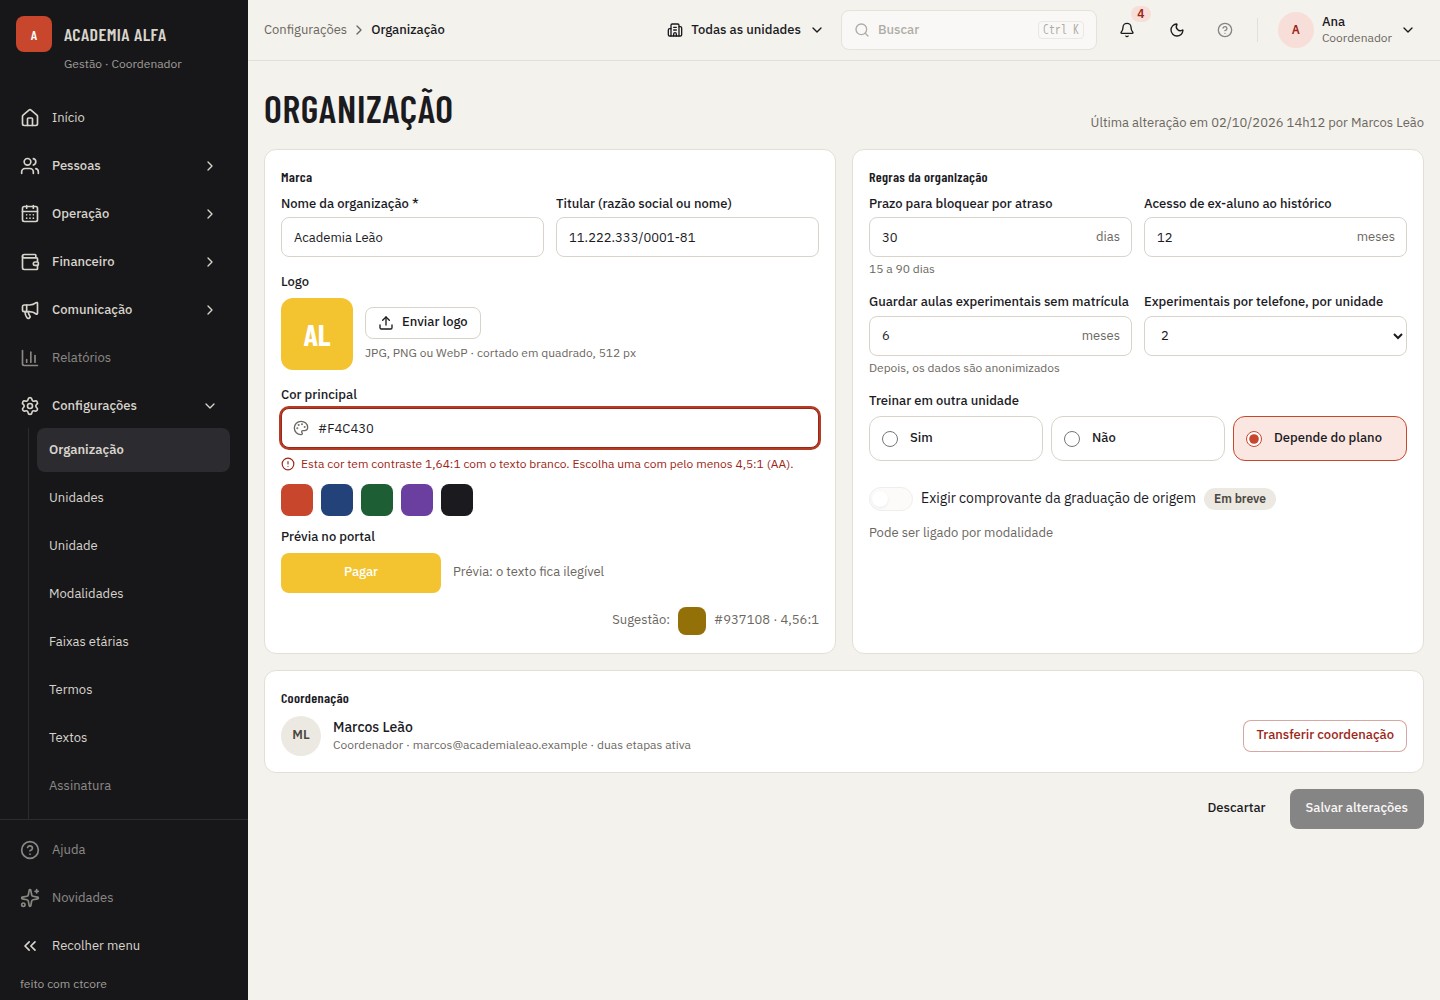 A
ACADEMIA ALFA
Gestão · Coordenador
Início
Pessoas
Operação
Financeiro
Comunicação
Relatórios
Configurações
Organização
Unidades
Unidade
Modalidades
Faixas etárias
Termos
Textos
Assinatura
Ajuda
Novidades
Recolher menu
feito com ctcore
Configurações > Organização
Todas as unidades
Buscar
Ctrl K
4
A
Ana
Coordenador
ORGANIZAÇÃO
Última alteração em 02/10/2026 14h12 por Marcos Leão
Marca
Nome da organização *
Titular (razão social ou nome)
Academia Leão
11.222.333/0001-81
Logo
AL
Enviar logo
JPG, PNG ou WebP · cortado em quadrado, 512 px
Cor principal
#F4C430
Esta cor tem contraste 1,64:1 com o texto branco. Escolha uma com pelo menos 4,5:1 (AA).
Prévia no portal
Pagar
Prévia: o texto fica ilegível
Sugestão:
#937108 · 4,56:1
Regras da organização
Prazo para bloquear por atraso
Acesso de ex-aluno ao histórico
30
dias
12
meses
15 a 90 dias
Guardar aulas experimentais sem matrícula
Experimentais por telefone, por unidade
6
meses
2
Depois, os dados são anonimizados
Treinar em outra unidade
Sim
Não
Depende do plano
Exigir comprovante da graduação de origem
Em breve
Pode ser ligado por modalidade
Coordenação
ML
Marcos Leão
Coordenador · marcos@academialeao.example · duas etapas ativa
Transferir coordenação
Descartar
Salvar alterações